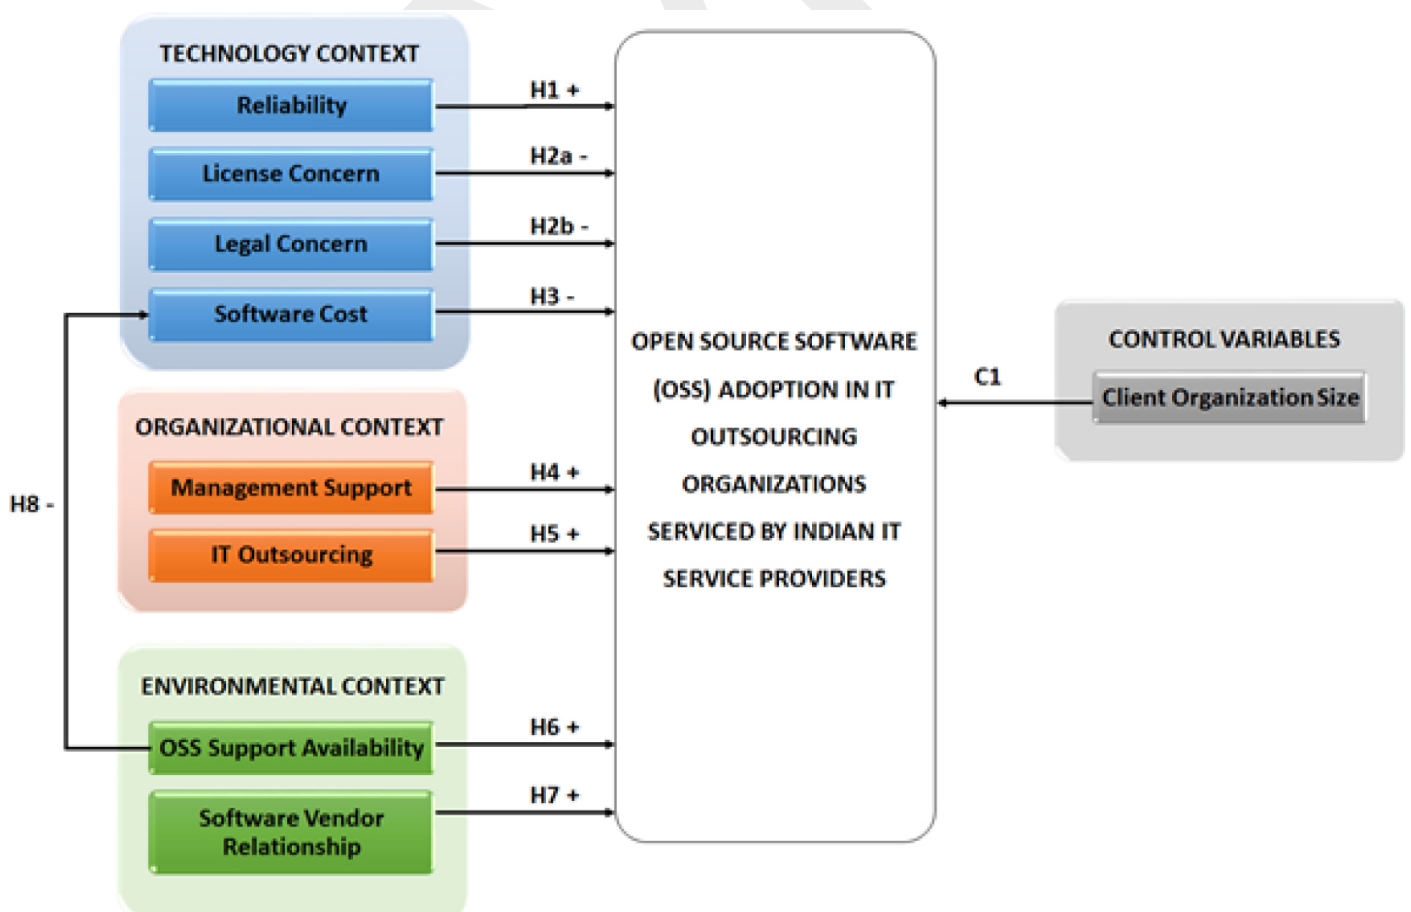 TECHNOLOGY CONTEXT
Reliability
H1 +
License Concern
H2a -
Legal Concern
H2b -
Software Cost
H3 -
ORGANIZATIONAL CONTEXT
Management Support
H4 +
IT Outsourcing
H5 +
H8 -
ENVIRONMENTAL CONTEXT
OSS Support Availability
H6 +
Software Vendor
Relationship
H7 +
OPEN SOURCE SOFTWARE
(OSS) ADOPTION IN IT
OUTSOURCING
ORGANIZATIONS
SERVICED BY INDIAN IT
SERVICE PROVIDERS
C1
CONTROL VARIABLES
Client Organization Size